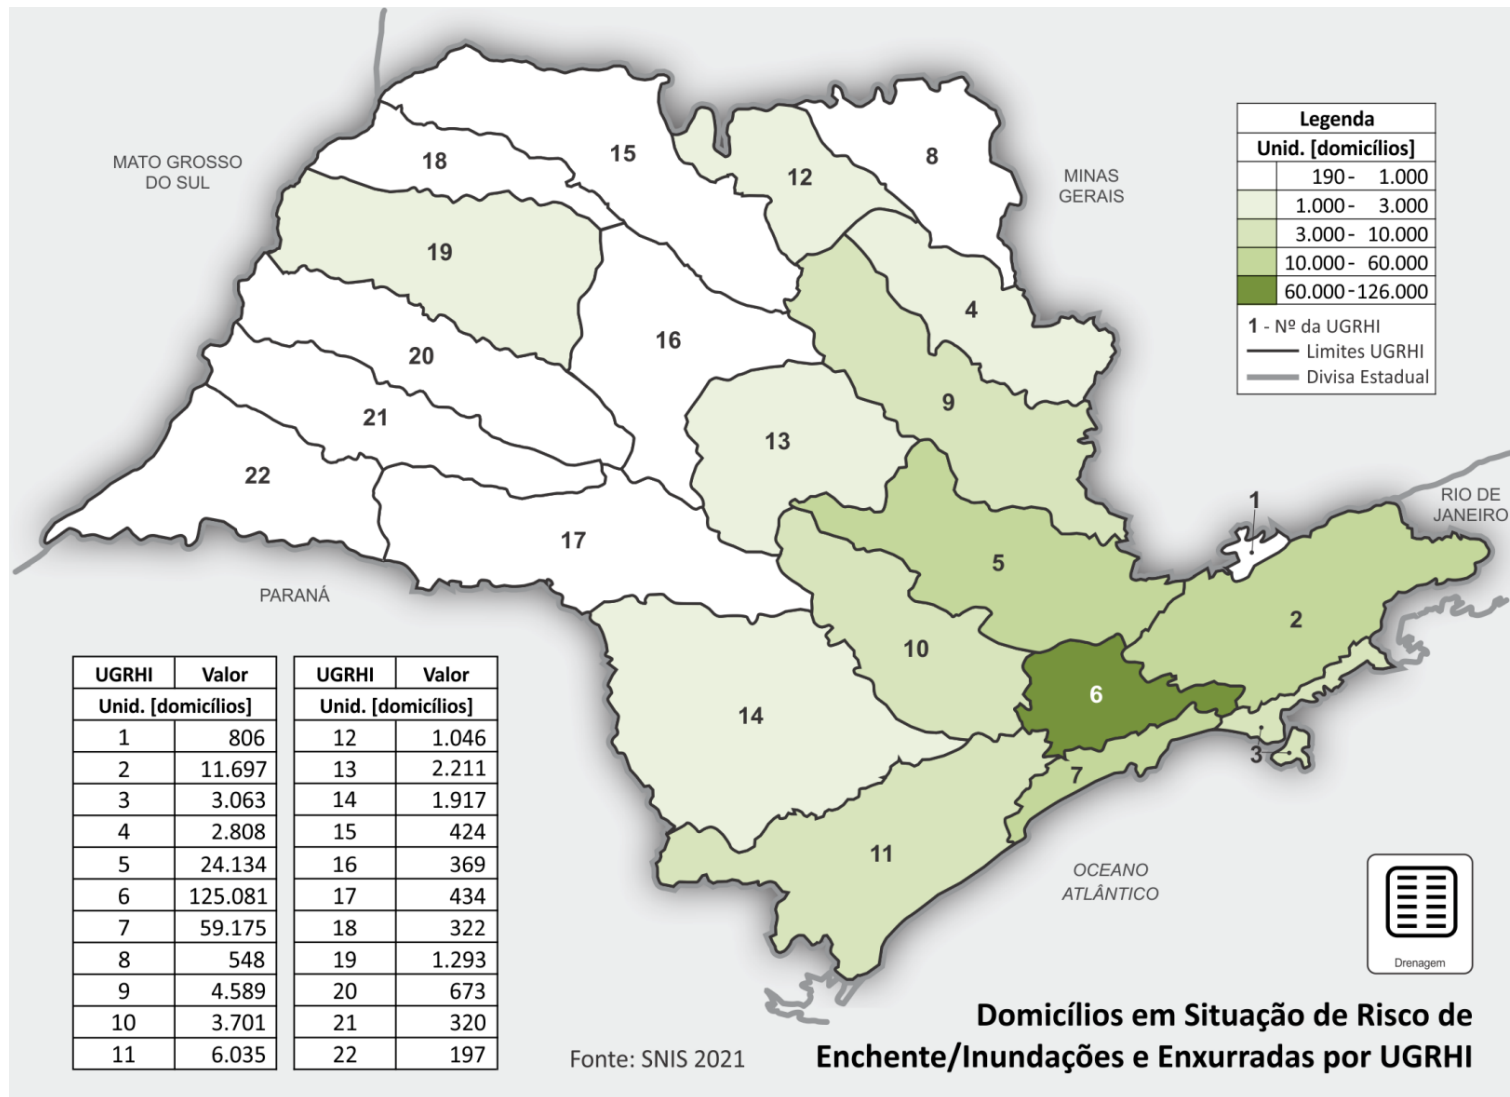 MATO GROSSO
DO SUL
MINAS
GERAIS
RIO DE
JANEIRO
PARANÁ
OCEANO
ATLÂNTICO
18
15
12
8
19
4
16
20
9
21
13
22
1
17
5
2
10
6
14
3
7
11
Legenda
Unid. [domicílios]
190 - 1.000
1.000 - 3.000
3.000 - 10.000
10.000 - 60.000
60.000 - 126.000
1 - Nº da UGRHI
Limites UGRHI
Divisa Estadual
UGRHI Valor
Unid. [domicílios]
1 806
2 11.697
3 3.063
4 2.808
5 24.134
6 125.081
7 59.175
8 548
9 4.589
10 3.701
11 6.035
UGRHI Valor
Unid. [domicílios]
12 1.046
13 2.211
14 1.917
15 424
16 369
17 434
18 322
19 1.293
20 673
21 320
22 197
Drenagem
Fonte: SNIS 2021
Domicílios em Situação de Risco de
Enchente/Inundações e Enxurradas por UGRHI